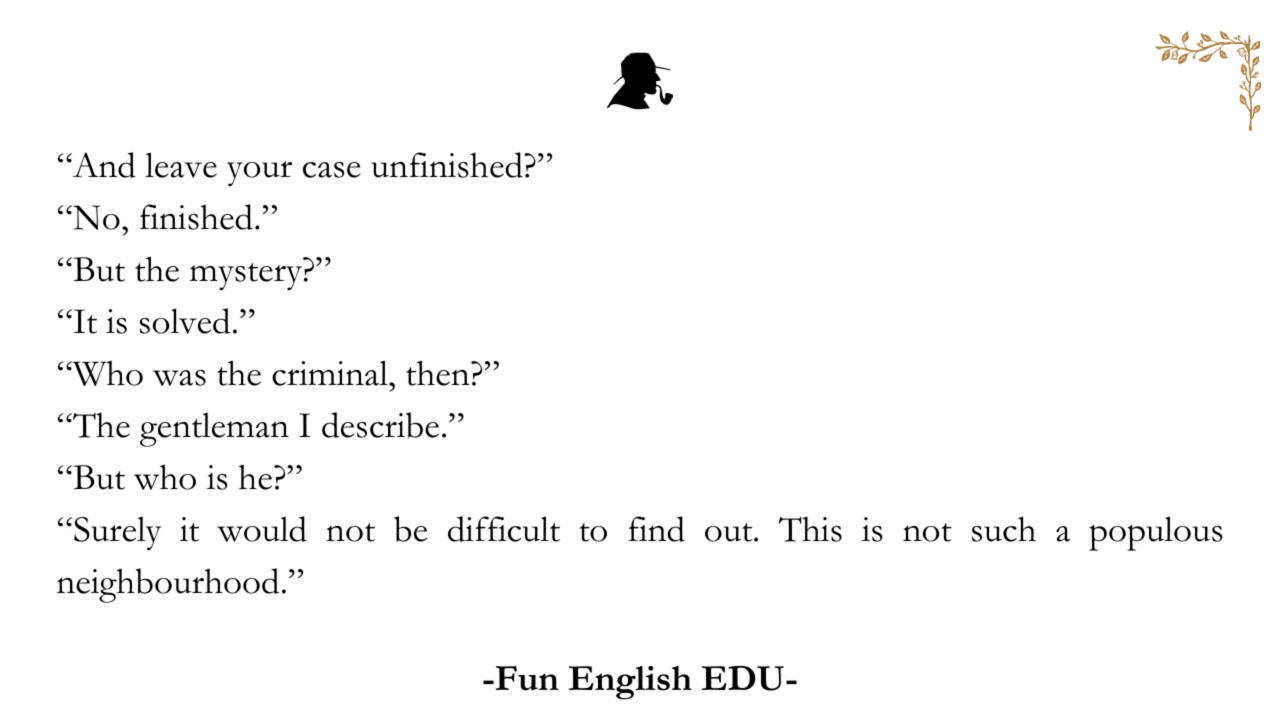 “And leave your case unfinished?”
“No, finished.”
“But the mystery?”
“It is solved.”
“Who was the criminal, then?”
“The gentleman I describe.”
“But who is he?”
“Surely it would not be difficult to find out. This is not such a populous
neighbourhood.”
-Fun English EDU-